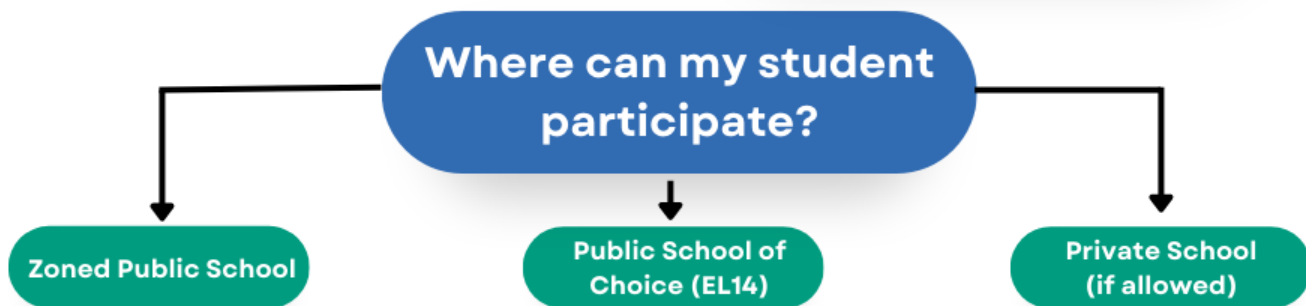 Where can my student
participate?
Zoned Public School
Public School of
Choice (EL14)
Private School
(if allowed)